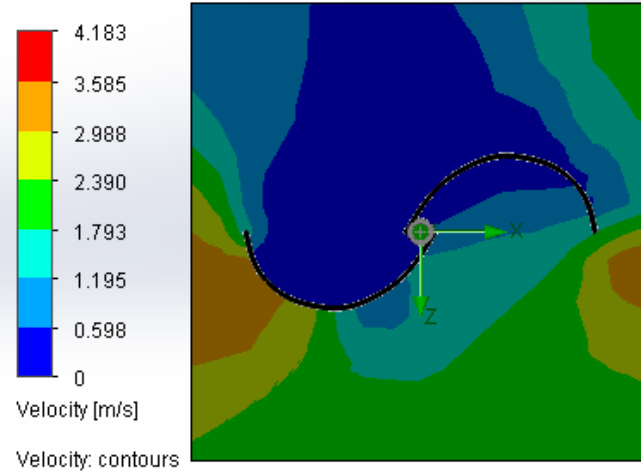 4.183
3.585
2.988
2.390
1.793
1.195
0.598
0
Velocity [m/s]
Velocity: contours
X
Z